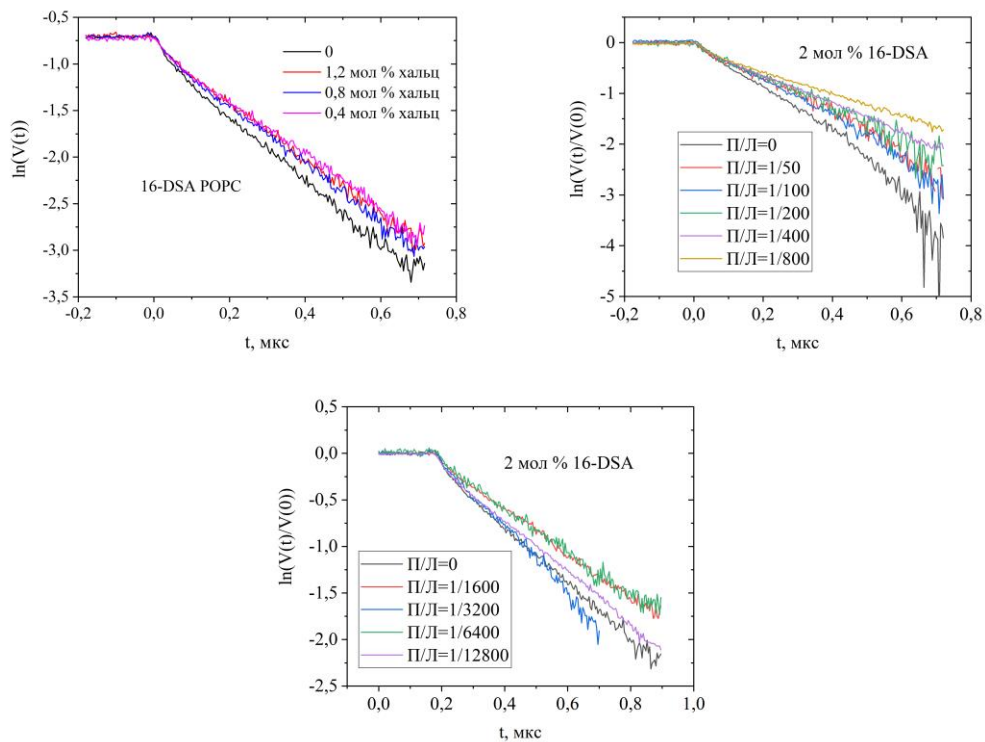 -0,5
-1,0
-1,5
-2,0
-2,5
-3,0
-3,5
ln(V(t))
0
1,2 мол % хальц
0,8 мол % хальц
0,4 мол % хальц
16-DSA POPC
-0,2 0,0 0,2 0,4 0,6 0,8
t, мкс
0
-1
-2
-3
-4
-5
ln(V(t)/V(0))
2 мол % 16-DSA
П/Л=0
П/Л=1/50
П/Л=1/100
П/Л=1/200
П/Л=1/400
П/Л=1/800
-0,2 0,0 0,2 0,4 0,6 0,8
t, мкс
0,5
0,0
-0,5
-1,0
-1,5
-2,0
-2,5
ln(V(t)/V(0))
2 мол % 16-DSA
П/Л=0
П/Л=1/1600
П/Л=1/3200
П/Л=1/6400
П/Л=1/12800
0,0 0,2 0,4 0,6 0,8 1,0
t, мкс